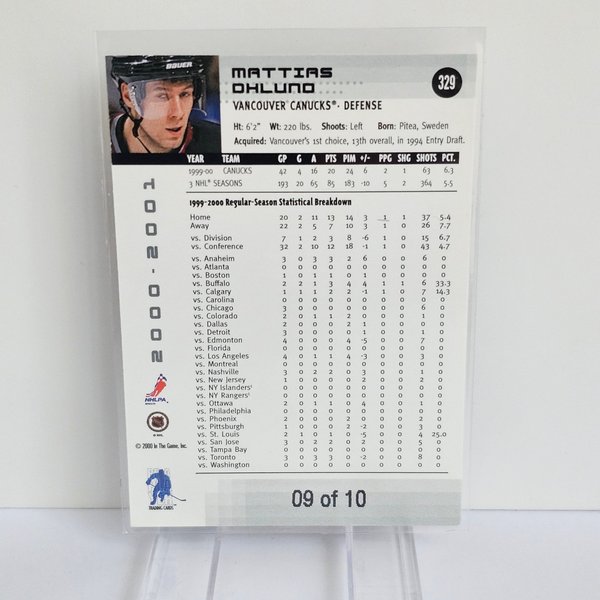 BAUER
MATTIAS
OHLUND
329
VANCOUVER CANUCKS®· DEFENSE
Ht: 6'2" Wt: 220 lbs. Shoots: Left Born: Pitea, Sweden
Acquired: Vancouver's 1st choice, 13th overall, in 1994 Entry Draft.
YEAR TEAM GP G A PTS PIM +/- PPG SHG SHOTS PCT.
1999-00 CANUCKS 42 4 16 20 24 6 2 1 63 6.3
3 NHL® SEASONS 193 20 65 85 183 -10 5 2 364 5.5
1999-2000 Regular-Season Statistical Breakdown
Home 20 2 11 13 14 3 1 1 37 5.4
Away 22 2 5 7 10 3 1 0 26 7.7
vs. Division 7 1 2 3 8 -6 1 0 15 6.7
vs. Conference 32 2 10 12 18 -1 1 0 43 4.7
vs. Anaheim 3 0 3 3 2 6 0 0 6 0
vs. Atlanta 0 0 0 0 0 0 0 0 0 0
vs. Boston 1 0 1 1 0 2 0 0 0 0
vs. Buffalo 2 2 1 3 4 4 1 1 6 33.3
vs. Calgary 1 1 1 2 2 -1 1 0 7 14.3
vs. Carolina 0 0 0 0 0 0 0 0 0 0
vs. Chicago 3 0 0 0 0 3 0 0 6 0
vs. Colorado 2 0 1 1 2 0 0 0 1 0
vs. Dallas 2 0 0 0 2 1 0 0 0 0
vs. Detroit 3 0 1 1 0 0 0 0
vs. Edmonton 4 0 0 0 4 -5 0 0 7 0
vs. Florida 0 0 0 0 0 0 0 0 0 0
vs. Los Angeles 4 0 1 1 4 -3 0 0 3 0
vs. Montreal 0 0 0 0 0 0 0 0 0 0
vs. Nashville 3 0 2 2 0 3 0 0 0
vs. New Jersey 1 0 0 0 0 2 0 0 0
vs. NY Islanders' 0 0 0 0 0 0 0 0 0 0
vs. NY Rangers' 0 0 0 0 0 0 0 0 0 0
vs. Ottawa 2 0 1 1 0 4 0 0 1 0
vs. Philadelphia 0 0 0 0 0 0 0 0 0 0
vs. Phoenix 2 0 0 0 2 0 0 0 2 0
vs. Pittsburgh 1 0 0 0 -2 0 0 3 0
vs. St. Louis 2 1 0 1 0 -5 0 0 4 25.0
vs. San Jose 3 0 2 2 0 2 0 0 5 0
vs. Tampa Bay 0 0 0 0 0 0 0 0 0 0
vs. Toronto 3 0 3 3 0 -2 0 0 8 0
vs. Washington 0 0 0 0 0 0 0 0 0 0
2000-2001
NHLPA
© NHL
© 2000 In The Game, Inc.
TRADING CARDS
09 of 10